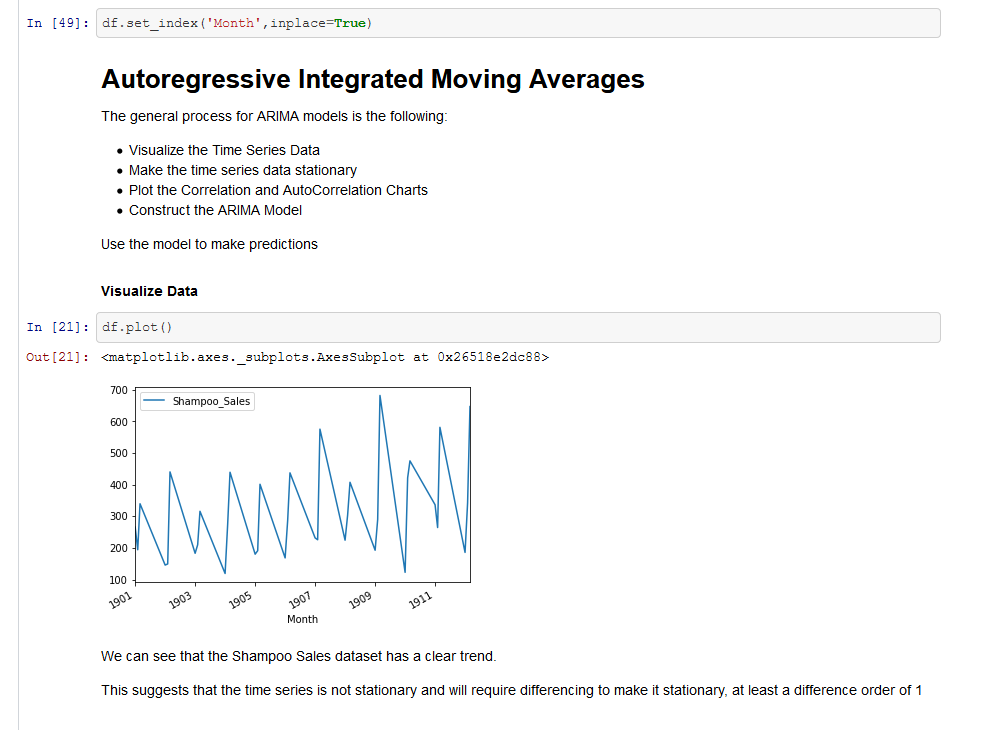 In [49]: df.set_index('Month',inplace=True)
Autoregressive Integrated Moving Averages
The general process for ARIMA models is the following:
• Visualize the Time Series Data
• Make the time series data stationary
• Plot the Correlation and AutoCorrelation Charts
• Construct the ARIMA Model
Use the model to make predictions
Visualize Data
In [21]: df.plot()
Out[21]: <matplotlib.axes._subplots.AxesSubplot at 0x26518e2dc88>
700
Shampoo_Sales
600
500
400
300
200
100
1901 1903 1905 1907 1909 1911
Month
We can see that the Shampoo Sales dataset has a clear trend.
This suggests that the time series is not stationary and will require differencing to make it stationary, at least a difference order of 1